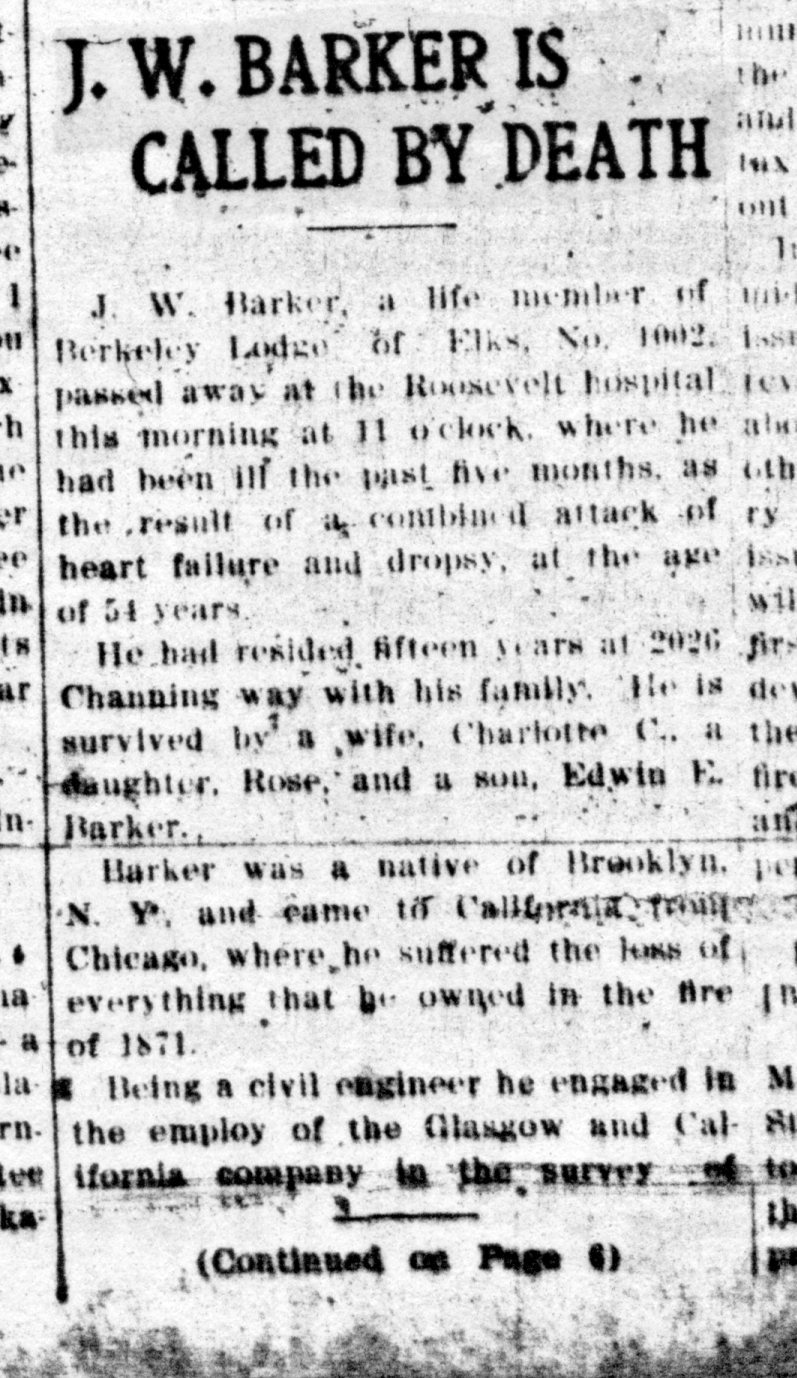 J. W. BARKER IS
CALLED BY DEATH
J. W. Barker, a life member of
Berkeley Lodge of Elks, No. 1002,
passed away at the Roosevelt hospital
this morning at 11 o'clock, where he
had been ill the past five months, as
the result of a combined attack of
heart failure and dropsy, at the age
of 54 years.
He had resided fifteen years at 2026
Channing way with his family. He is
survived by a wife, Charlotte C., a
daughter, Rose, and a son, Edwin E.
Barker.
Barker was a native of Brooklyn,
N. Y., and came to California from
Chicago, where he suffered the loss of
everything that he owned in the fire
of 1871.
Being a civil engineer he engaged in
the employ of the Glasgow and Cal-
ifornia company in the survey of
(Continued on Page 6)